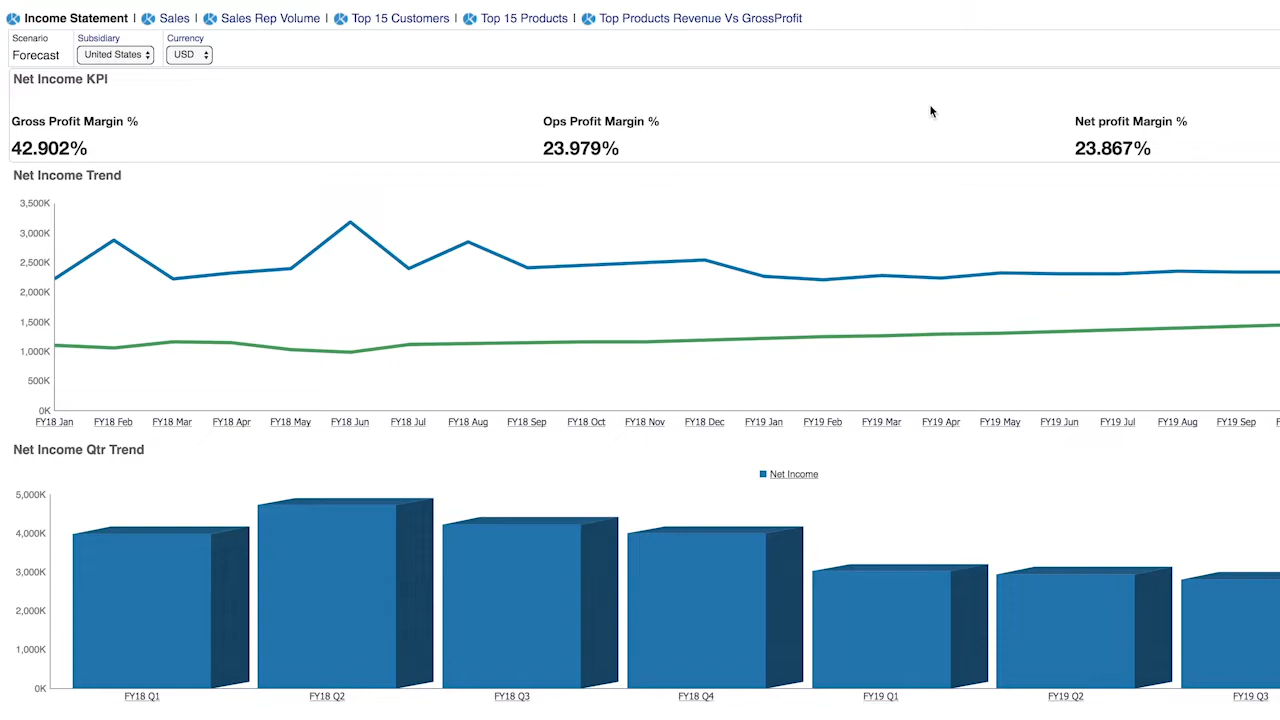 Income Statement | Sales | Sales Rep Volume | Top 15 Customers | Top 15 Products | Top Products Revenue Vs GrossProfit
Scenario Subsidiary Currency
Forecast United States USD
Net Income KPI
Gross Profit Margin % Ops Profit Margin % Net profit Margin %
42.902% 23.979% 23.867%
Net Income Trend
3,500K
3,000K
2,500K
2,000K
1,500K
1,000K
500K
0K
FY18 Jan FY18 Feb FY18 Mar FY18 Apr FY18 May FY18 Jun FY18 Jul FY18 Aug FY18 Sep FY18 Oct FY18 Nov FY18 Dec FY19 Jan FY19 Feb FY19 Mar FY19 Apr FY19 May FY19 Jun FY19 Jul FY19 Aug FY19 Sep
Net Income Qtr Trend
Net Income
5,000K
4,000K
3,000K
2,000K
1,000K
0K
FY18 Q1 FY18 Q2 FY18 Q3 FY18 Q4 FY19 Q1 FY19 Q2 FY19 Q3